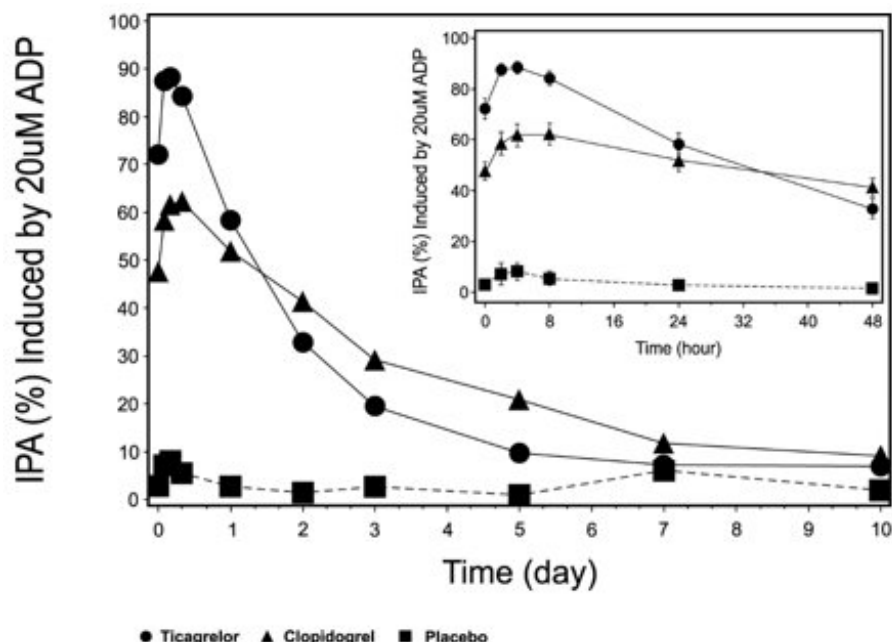 IPA (%) Induced by 20uM ADP
100
90
80
70
60
50
40
30
20
10
0
0 1 2 3 4 5 6 7 7 8 10
Time (day)
IPA (%) Induced by 20uM ADP
100
80
60
40
20
0
0 8 16 24 32 40 48
Time (hour)
Ticagrelor Clopidogrel Placebo